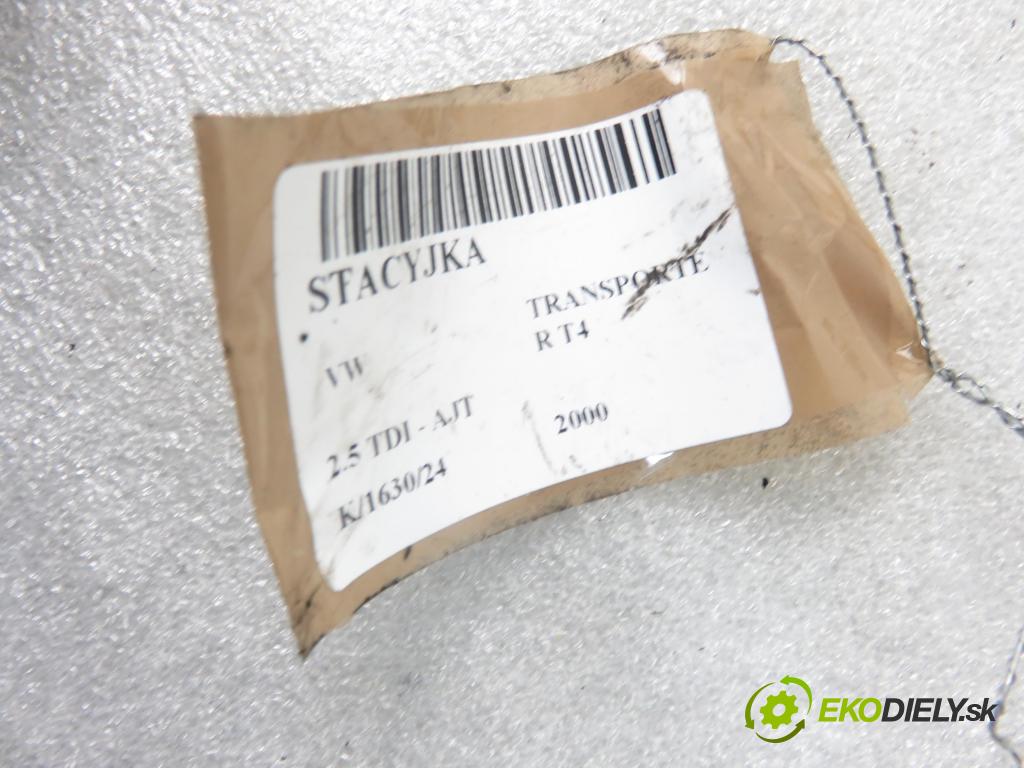 STACYJKA
VW
TRANSPORTE
R T4
2.5 TDI - AJT
2000
K/1630/24
EKODIELY.sk